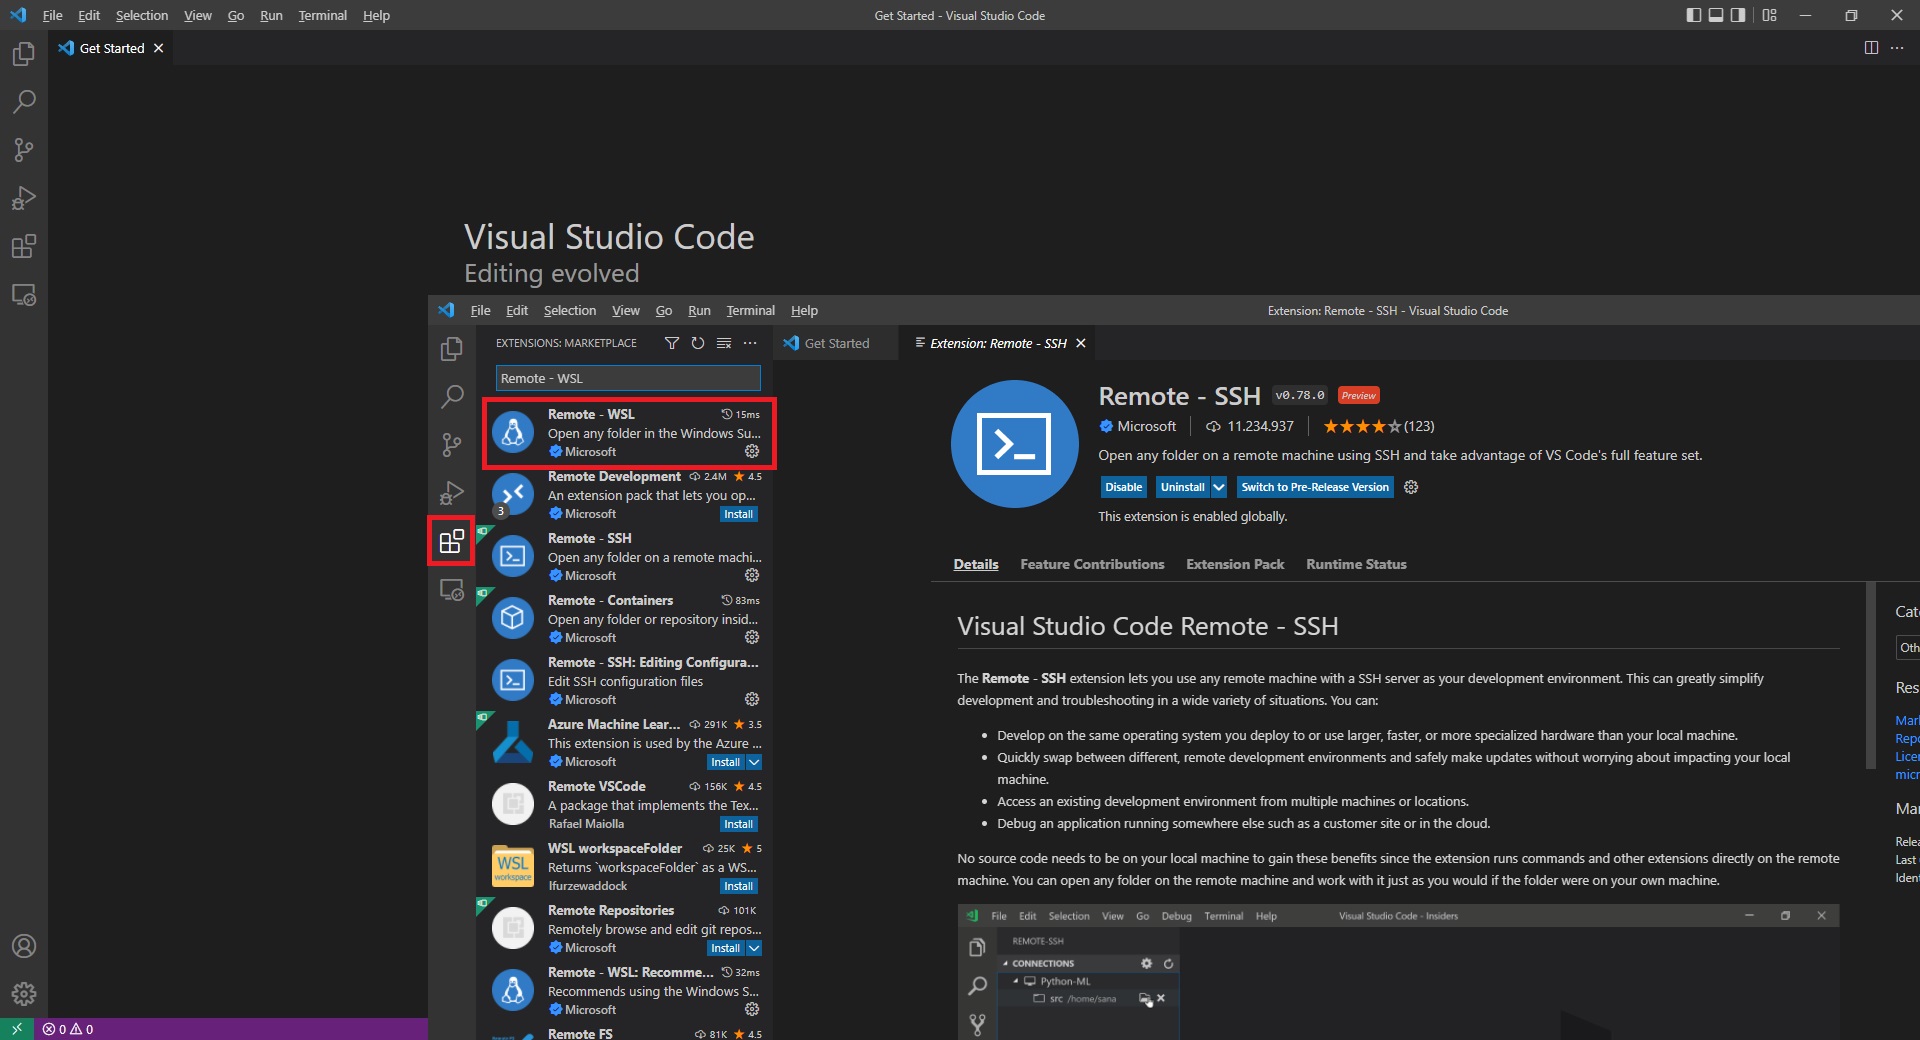 File Edit Selection View Go Run Terminal Help
Get Started - Visual Studio Code
Get Started
Visual Studio Code
Editing evolved
File Edit Selection View Go Run Terminal Help
Extension: Remote - SSH - Visual Studio Code
EXTENSIONS: MARKETPLACE
Remote - WSL
Remote - WSL 15ms
Open any folder in the Windows Su...
Microsoft
Remote Development 2.4M 4.5
An extension pack that lets you op...
3
Microsoft Install
Remote - SSH
Open any folder on a remote machi...
Microsoft
Remote - Containers 83ms
Open any folder or repository insid...
Microsoft
Remote - SSH: Editing Configura...
Edit SSH configuration files
Microsoft
Azure Machine Lear... 291K 3.5
This extension is used by the Azure ...
Microsoft Install
Remote VSCode 156K 4.5
A package that implements the Tex...
Rafael Maiolla Install
WSL workspaceFolder 25K 5
WSL
workspace
Returns `workspaceFolder` as a WS...
lfurzewaddock Install
Remote Repositories 101K
Remotely browse and edit git repos...
Microsoft Install
Remote - WSL: Recomme... 32ms
Recommends using the Windows S...
Microsoft
Remote FS 81K 4.5
Get Started
Extension: Remote - SSH
Remote - SSH v0.78.0 Preview
Microsoft 11.234.937 (123)
Open any folder on a remote machine using SSH and take advantage of VS Code's full feature set.
Disable Uninstall Switch to Pre-Release Version
This extension is enabled globally.
Details Feature Contributions Extension Pack Runtime Status
Visual Studio Code Remote - SSH
The Remote - SSH extension lets you use any remote machine with a SSH server as your development environment. This can greatly simplify
development and troubleshooting in a wide variety of situations. You can:
• Develop on the same operating system you deploy to or use larger, faster, or more specialized hardware than your local machine.
• Quickly swap between different, remote development environments and safely make updates without worrying about impacting your local
machine.
• Access an existing development environment from multiple machines or locations.
• Debug an application running somewhere else such as a customer site or in the cloud.
No source code needs to be on your local machine to gain these benefits since the extension runs commands and other extensions directly on the remote
machine. You can open any folder on the remote machine and work with it just as you would if the folder were on your own machine.
File Edit Selection View Go Debug Terminal Help
Visual Studio Code - Insiders
REMOTE-SSH
CONNECTIONS
Python-ML
src /home/sana
Cate
Oth
Res
Mark
Repo
Licen
micr
Mar
Relea
Last
Ident
0 0